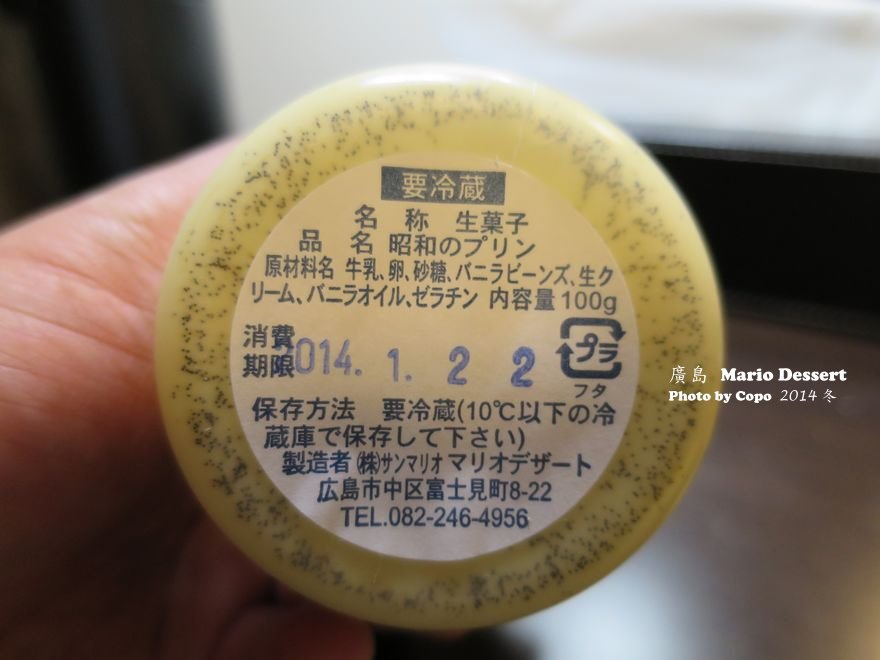 要冷蔵
名 称 生菓子
品 名 昭和のプリン
原材料名 牛乳、卵、砂糖、バニラビーンズ、生ク
リーム、バニラオイル、ゼラチン 内容量100g
消費
期限
2014. 1. 2 2
プラ
フタ
保存方法 要冷蔵(10℃以下の冷
蔵庫で保存して下さい)
製造者 ㈱サンマリオ マリオデザート
広島市中区富士見町8-22
TEL.082-246-4956
廣島 Mario Dessert
Photo by Copo 2014 冬